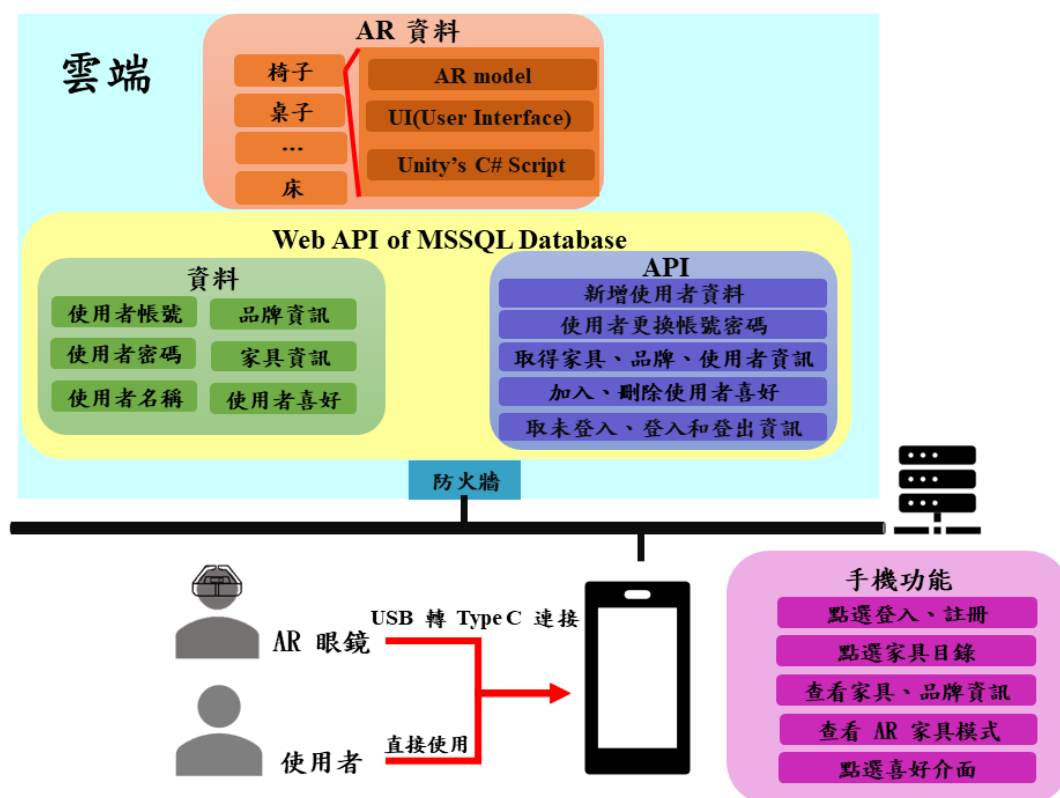 雲端
AR 資料
椅子
桌子
…
床
AR model
UI(User Interface)
Unity's C# Script
Web API of MSSQL Database
資料
使用者帳號
品牌資訊
使用者密碼
家具資訊
使用者名稱
使用者喜好
API
新增使用者資料
使用者更換帳號密碼
取得家具、品牌、使用者資訊
加入、刪除使用者喜好
取未登入、登入和登出資訊
防火牆
AR 眼鏡
USB 轉 Type C 連接
使用者
直接使用
手機功能
點選登入、註冊
點選家具目錄
查看家具、品牌資訊
查看 AR 家具模式
點選喜好介面